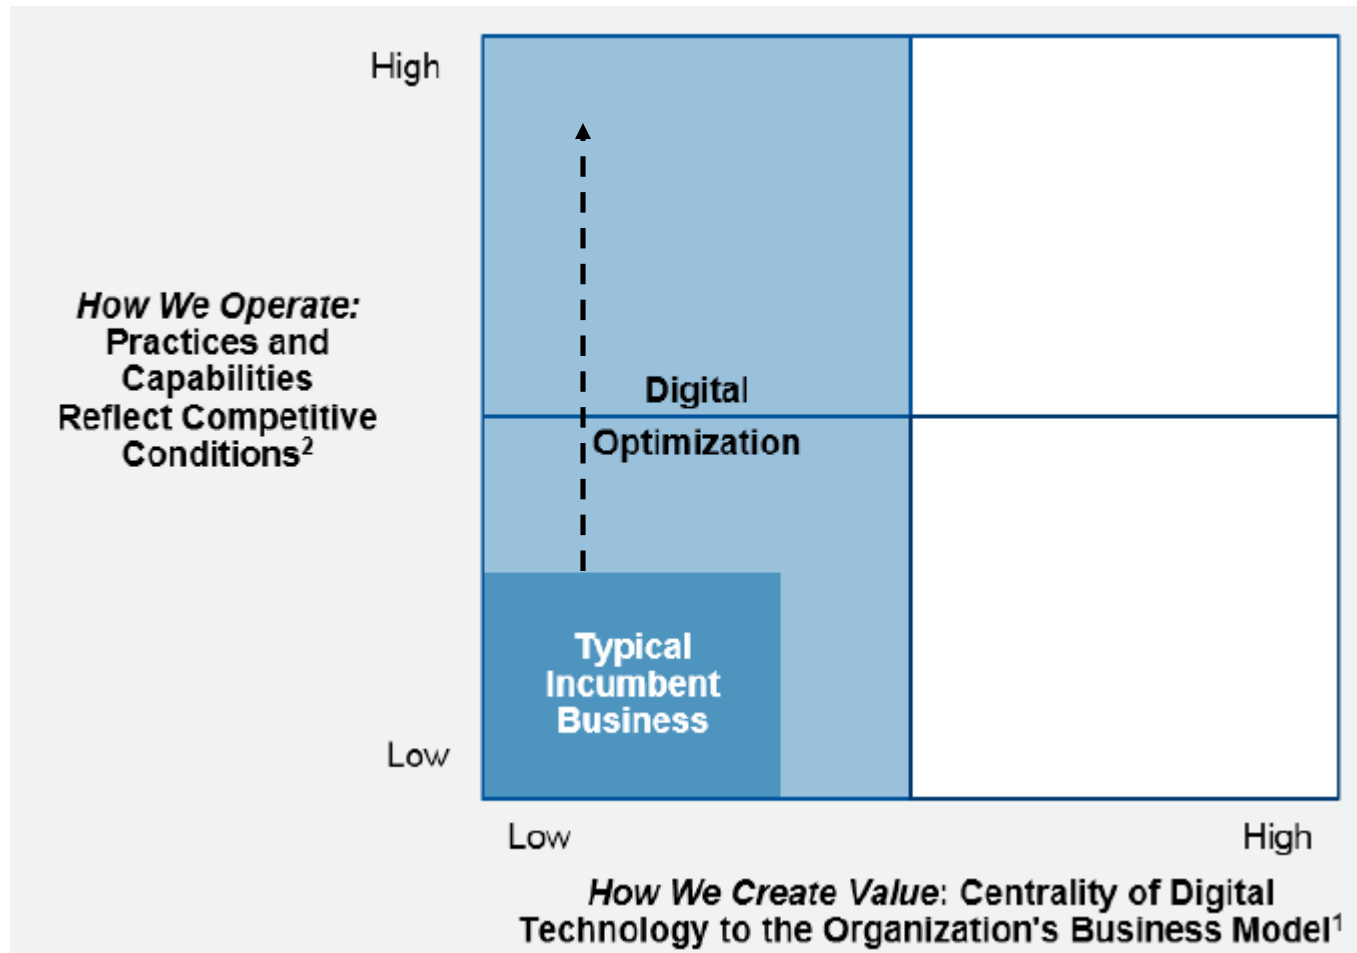 High
How We Operate:
Practices and
Capabilities
Reflect Competitive
Conditions²
Digital
Optimization
Typical
Incumbent
Business
Low
Low
High
How We Create Value: Centrality of Digital
Technology to the Organization's Business Model¹